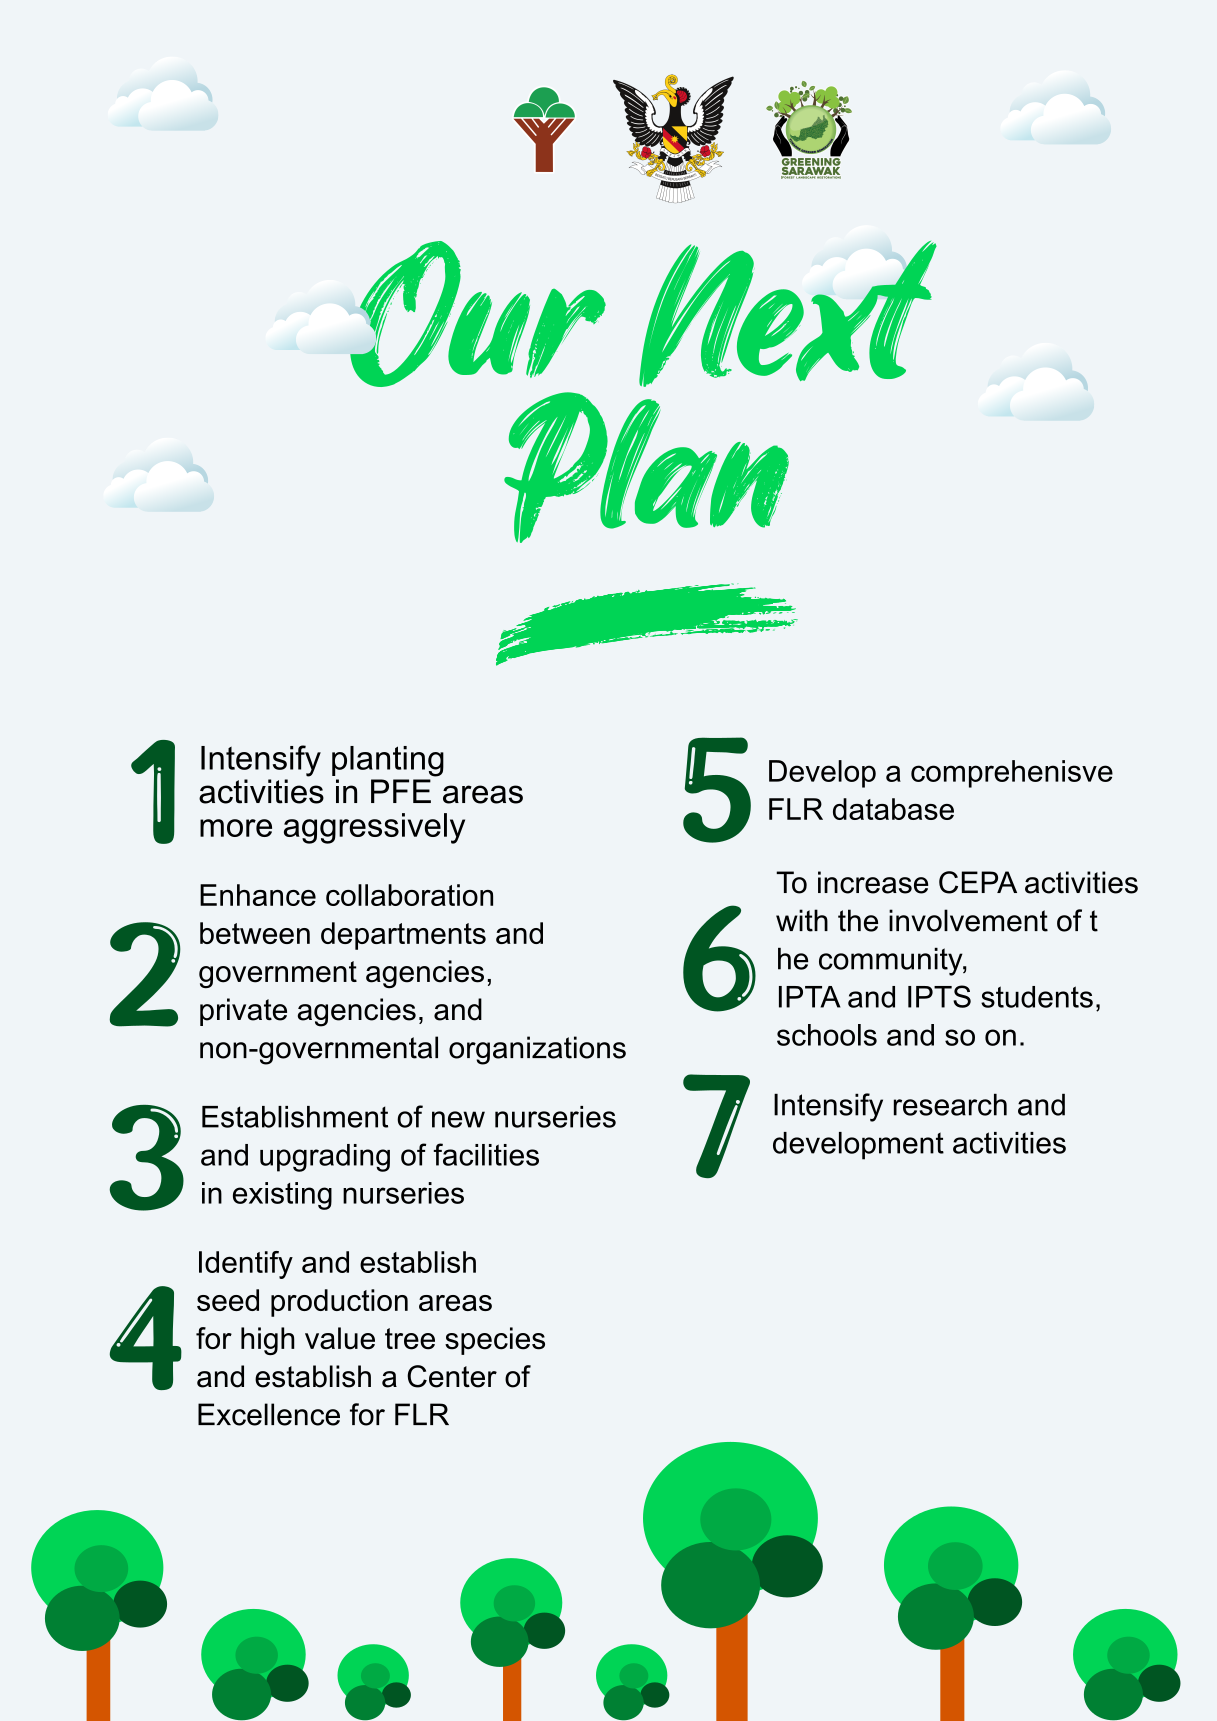 GREENING
SARAWAK
FOREST LANDSCAPE RESTORATION
Our Next
Plan
1
Intensify planting
activities in PFE areas
more aggressively
2
Enhance collaboration
between departments and
government agencies,
private agencies, and
non-governmental organizations
3
Establishment of new nurseries
and upgrading of facilities
in existing nurseries
4
Identify and establish
seed production areas
for high value tree species
and establish a Center of
Excellence for FLR
5
Develop a comprehenisve
FLR database
6
To increase CEPA activities
with the involvement of t
he community,
IPTA and IPTS students,
schools and so on.
7
Intensify research and
development activities